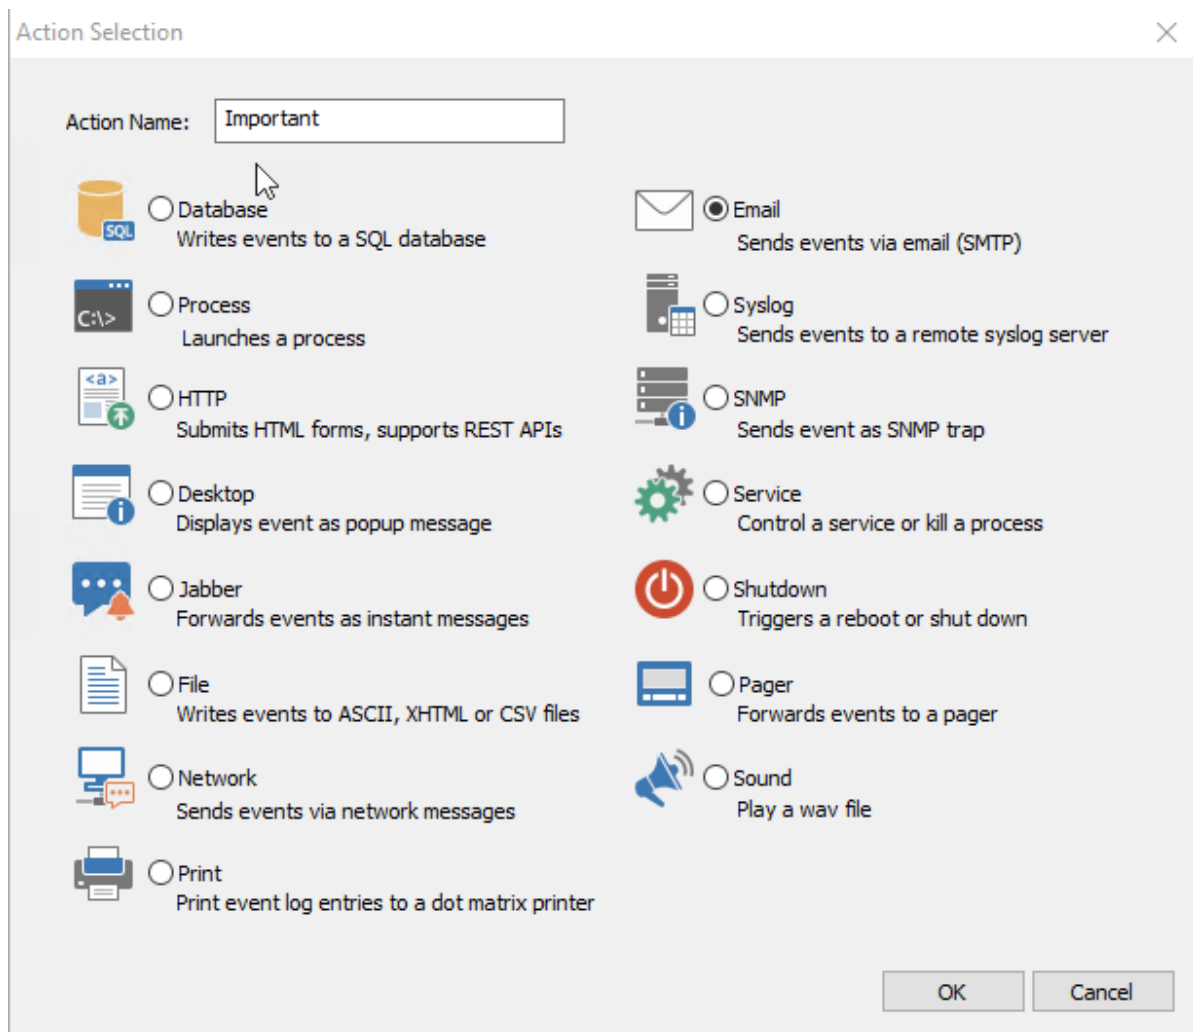 Action Selection
Action Name:
Important
Database
SQL
Writes events to a SQL database
C:\>
Process
Launches a process
<a>
HTTP
Submits HTML forms, supports REST APIs
Desktop
Displays event as popup message
Jabber
Forwards events as instant messages
File
Writes events to ASCII, XHTML or CSV files
Network
Sends events via network messages
Print
Print event log entries to a dot matrix printer
Email
Sends events via email (SMTP)
Syslog
Sends events to a remote syslog server
SNMP
Sends event as SNMP trap
Service
Control a service or kill a process
Shutdown
Triggers a reboot or shut down
Pager
Forwards events to a pager
Sound
Play a wav file
OK
Cancel